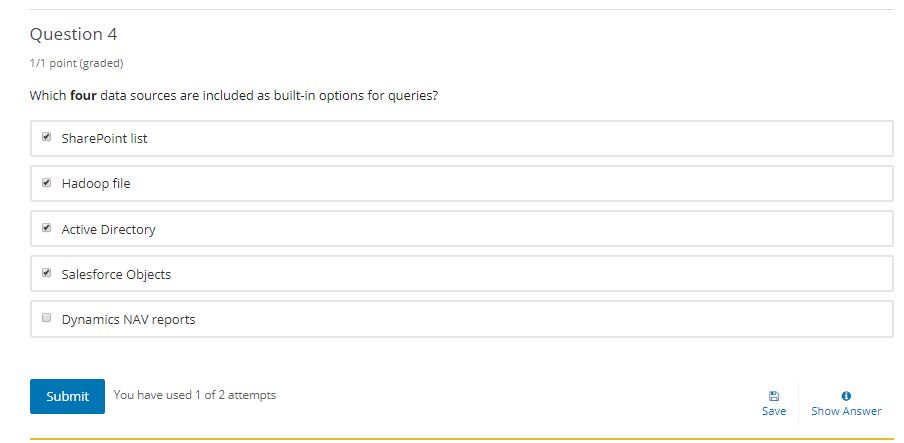 Question 4
1/1 point (graded)
Which four data sources are included as built-in options for queries?
SharePoint list
Hadoop file
Active Directory
Salesforce Objects
Dynamics NAV reports
Submit You have used 1 of 2 attempts
Save Show Answer